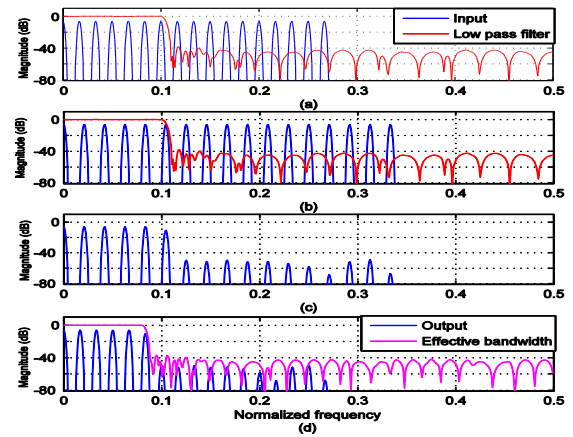 Magnitude (dB)
0
-40
-80
Input
Low pass filter
0 0.1 0.2 0.3 0.4 0.5
(a)
Magnitude (dB)
0
-40
-80
0 0.1 0.2 0.3 0.4 0.5
(b)
Magnitude (dB)
0
-40
-80
0 0.1 0.2 0.3 0.4 0.5
(c)
Magnitude (dB)
0
-40
-80
Output
Effective bandwidth
0 0.1 0.2 0.3 0.4 0.5
Normalized frequency
(d)